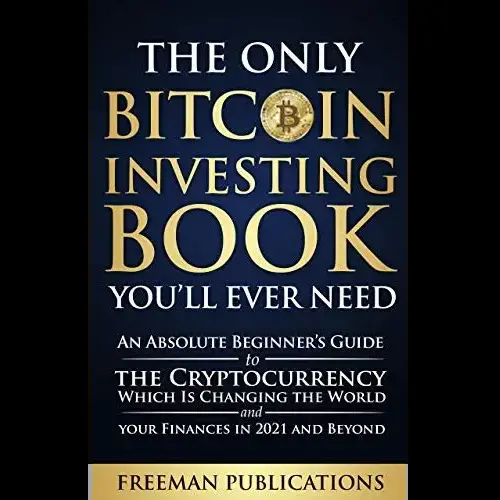 THE ONLY
BITCOIN
INVESTING
BOOK
YOU'LL EVER NEED
AN ABSOLUTE BEGINNER'S GUIDE
to
THE CRYPTOCURRENCY
WHICH IS CHANGING THE WORLD
and
YOUR FINANCES IN 2021 AND BEYOND
FREEMAN PUBLICATIONS